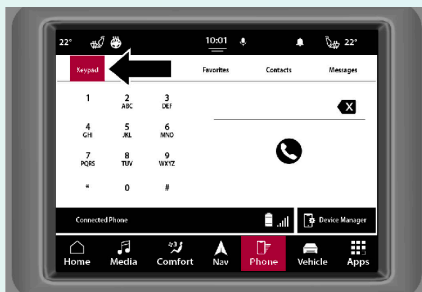 22° 10:01 22°
Keypad Favorites Contacts Messages
1 2 3
ABC DEF
X
4 5 6
GHI JKL MNO
7 8 9
PQRS TUV WXYZ
* 0 #
Connected Phone Device Manager
Home Media Comfort Nav Phone Vehicle Apps